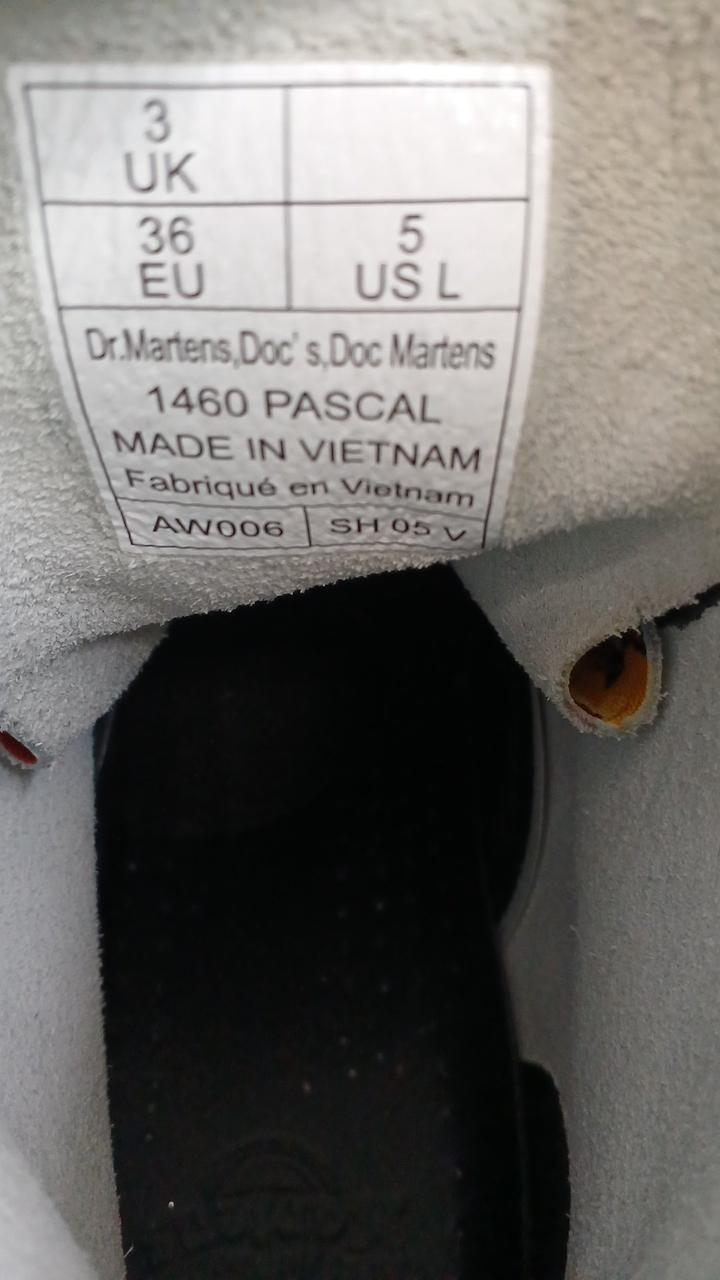 3
UK
36
EU
5
US L
Dr.Martens,Doc's,Doc Martens
1460 PASCAL
MADE IN VIETNAM
Fabriqué en Vietnam
AW006
SH 05 V